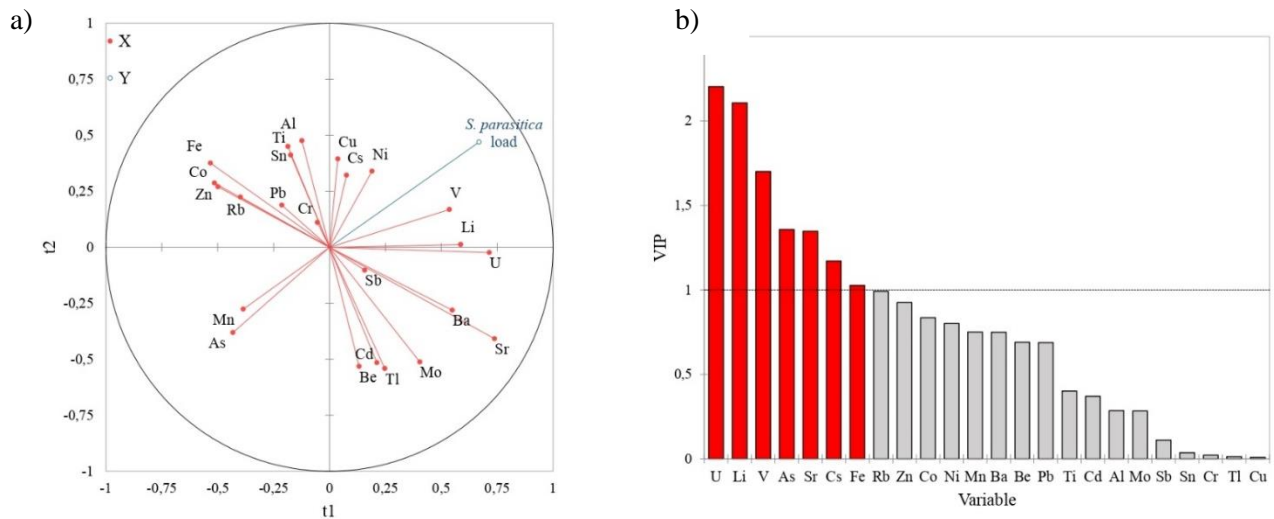 a)
X
Y
1
0,75
0,5
0,25
0
-0,25
-0,5
-0,75
-1
t2
-1
-0,75
-0,5
-0,25
0
0,25
0,5
0,75
1
t1
S. parasitica
load
Al
Ti
Sn
Cu
Cs
Ni
Fe
Co
Zn
Rb
Pb
Cr
V
Li
U
Sb
Mn
As
Ba
Sr
Cd
Be
Tl
Mo
b)
2
1,5
1
0,5
0
VIP
U Li V As Sr Cs Fe Rb Zn Co Ni Mn Ba Be Pb Ti Cd Al Mo Sb Sn Cr Tl Cu
Variable